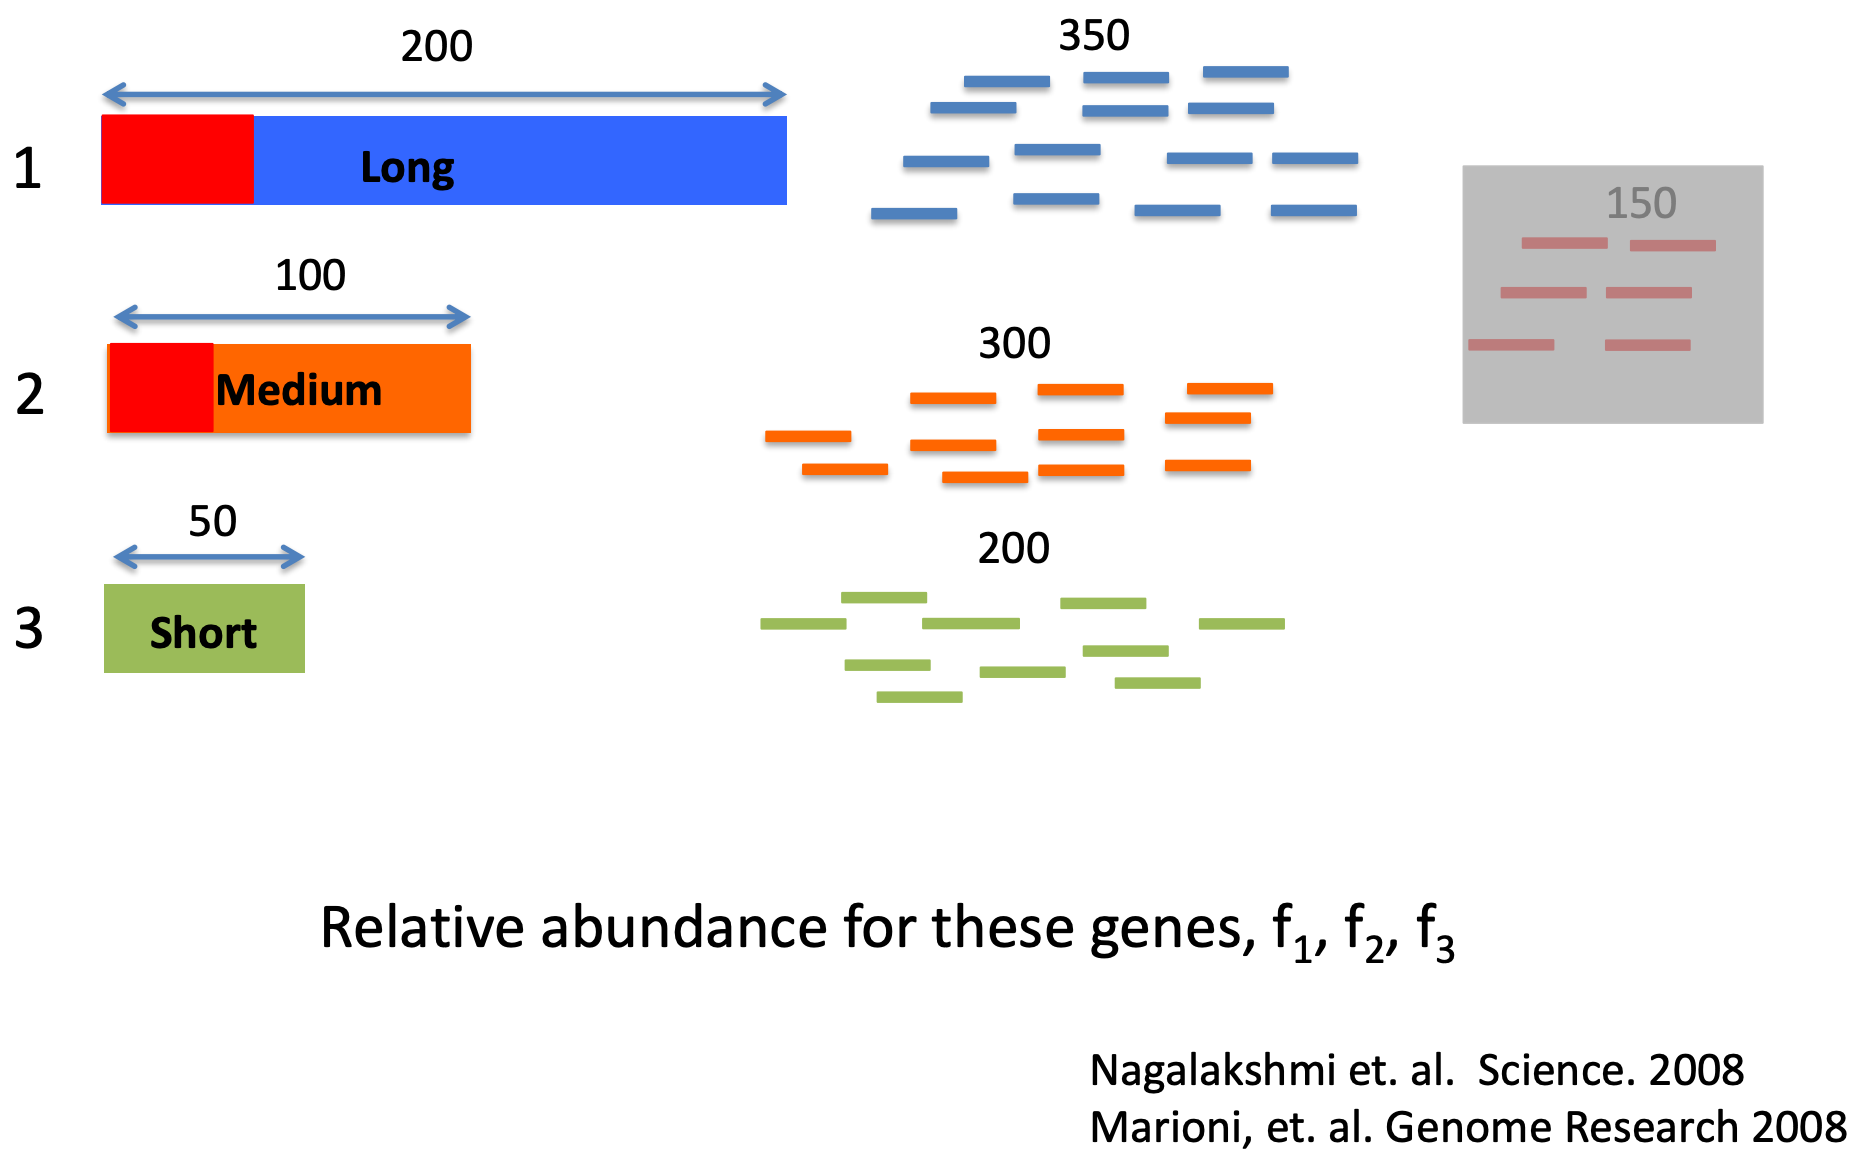 200
350
1
Long
150
100
300
2
Medium
50
200
3
Short
Relative abundance for these genes, f1, f2, f3
Nagalakshmi et. al.  Science. 2008
Marioni, et. al. Genome Research 2008